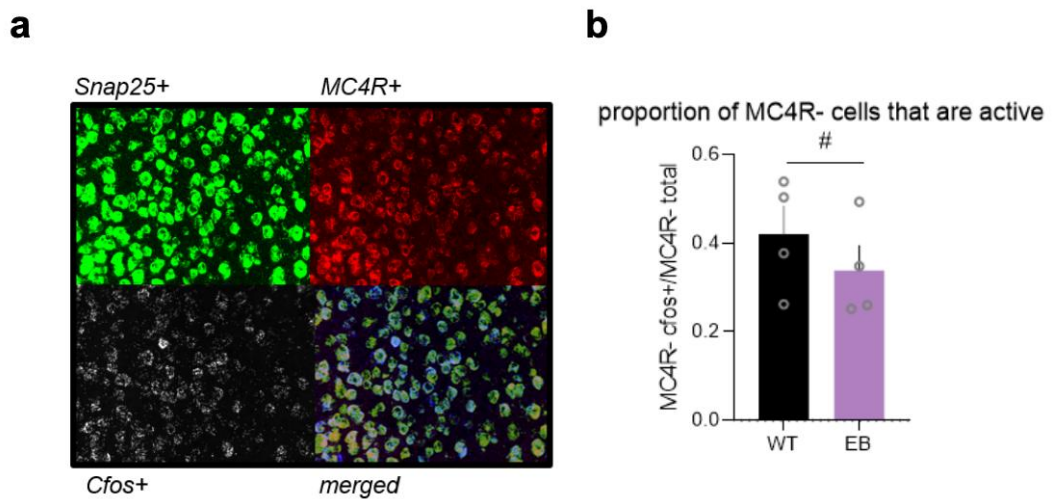 a
Snap25+ MC4R+
Cfos+ merged
b
proportion of MC4R- cells that are active
#
MC4R- cfos+/MC4R- total
0.6
0.4
0.2
0.0
WT EB